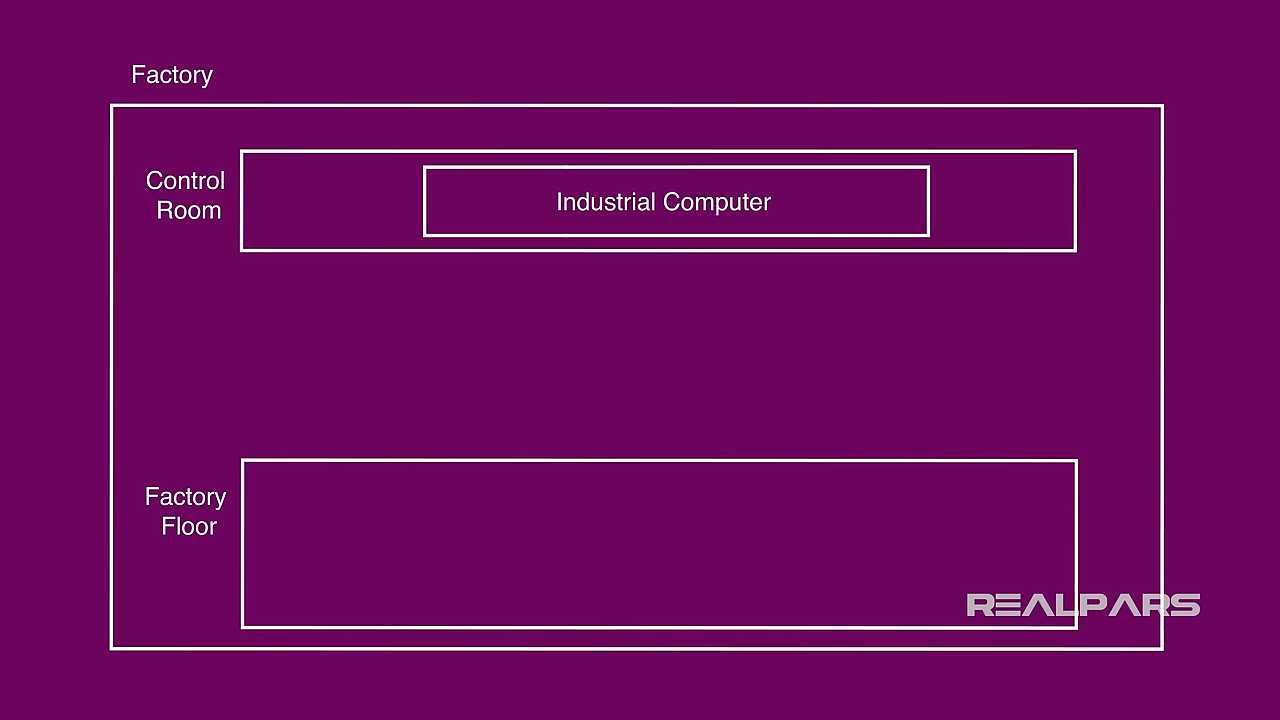 Factory
Control
Room
Industrial Computer
Factory
Floor
REALPARS